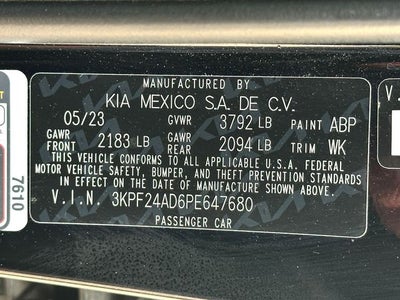 MANUFACTURED BY
KIA MEXICO S.A. DE C.V.
05/23 GVWR 3792 LB PAINT ABP
GAWR FRONT 2183 LB GAWR REAR 2094 LB TRIM WK
THIS VEHICLE CONFORMS TO ALL APPLICABLE U.S.A. FEDERAL
MOTOR VEHICLE SAFETY, BUMPER, AND THEFT PREVENTION STANDARDS
IN EFFECT ON THE DATE OF MANUFACTURE SHOWN ABOVE.
V.I.N. 3KPF24AD6PE647680
PASSENGER CAR
7610
V.